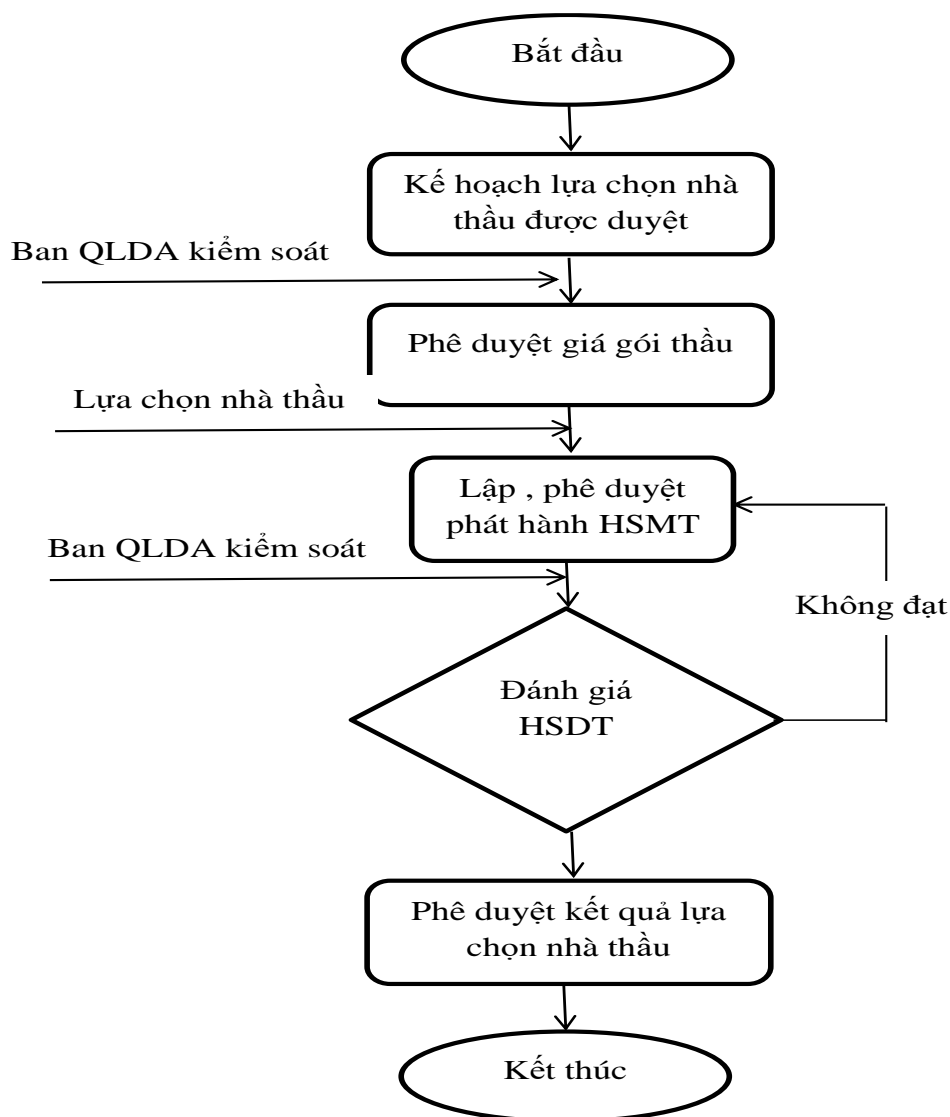 Bắt đầu
Kế hoạch lựa chọn nhà
thầu được duyệt
Ban QLDA kiểm soát
Phê duyệt giá gói thầu
Lựa chọn nhà thầu
Lập , phê duyệt
phát hành HSMT
Ban QLDA kiểm soát
Không đạt
Đánh giá
HSDT
Phê duyệt kết quả lựa
chọn nhà thầu
Kết thúc